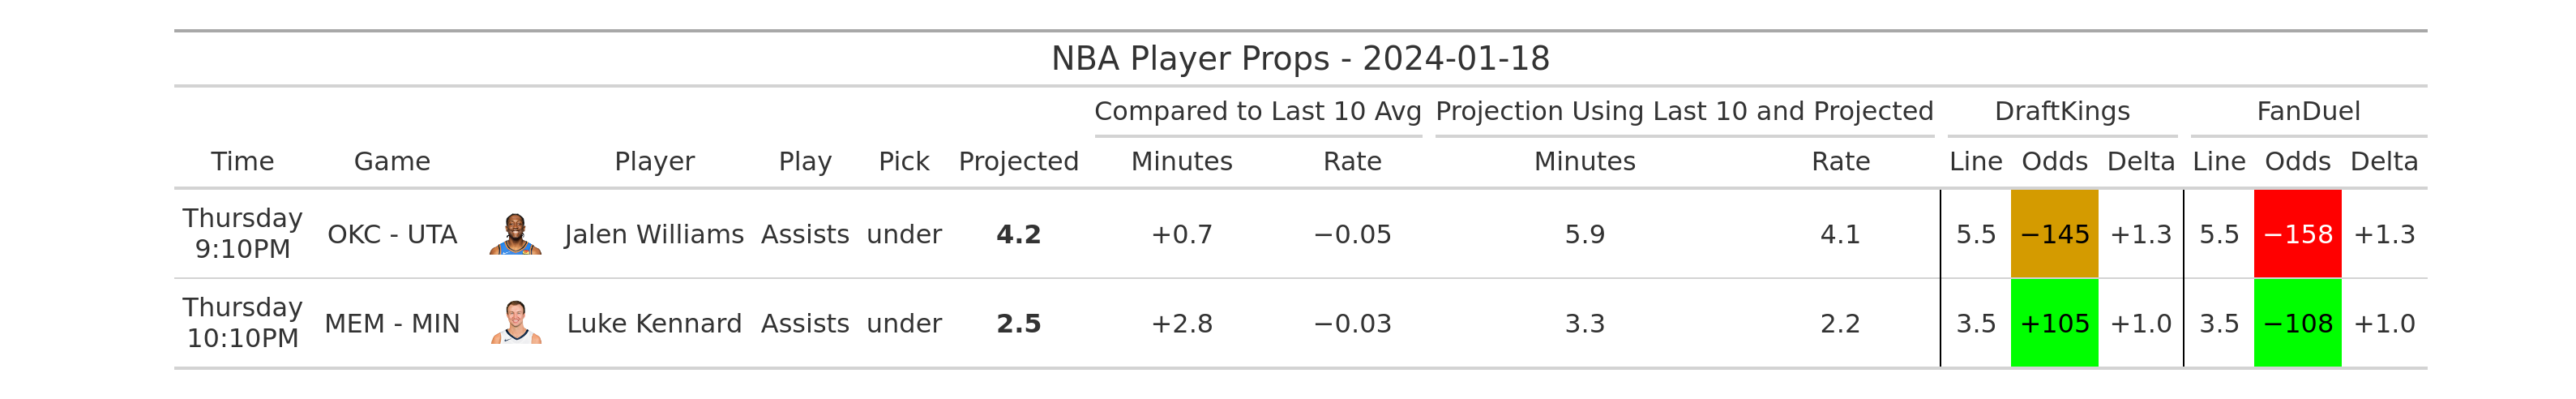 NBA Player Props - 2024-01-18
Compared to Last 10 Avg Projection Using Last 10 and Projected DraftKings FanDuel
Time Game Player Play Pick Projected Minutes Rate Minutes Rate Line Odds Delta Line Odds Delta
Thursday
9:10PM OKC - UTA Jalen Williams Assists under 4.2 +0.7 −0.05 5.9 4.1 5.5 −145 +1.3 5.5 −158 +1.3
Thursday
10:10PM MEM - MIN Luke Kennard Assists under 2.5 +2.8 −0.03 3.3 2.2 3.5 +105 +1.0 3.5 −108 +1.0